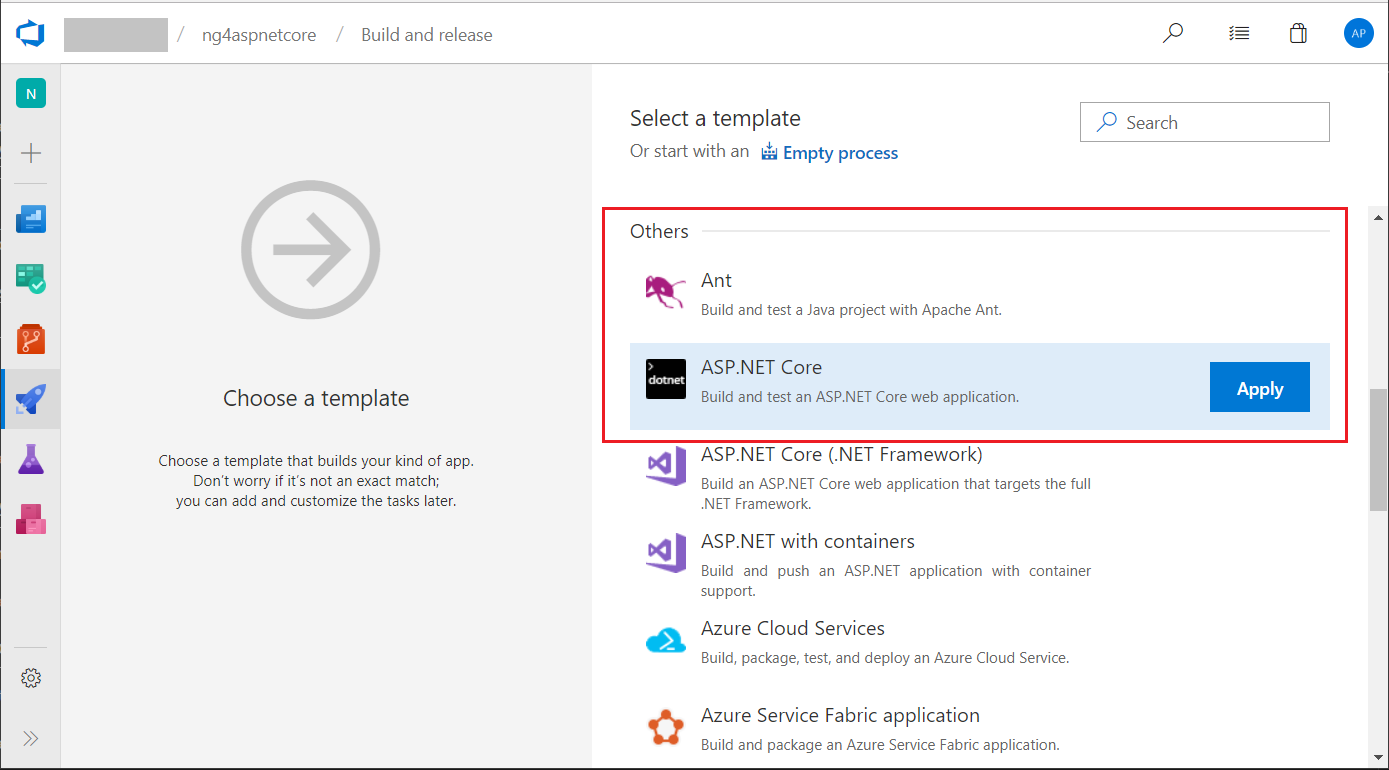 / ng4aspnetcore / Build and release
AP
N
Select a template
Search
Or start with an Empty process
Others
Ant
Build and test a Java project with Apache Ant.
dotnet
ASP.NET Core
Build and test an ASP.NET Core web application.
Apply
ASP.NET Core (.NET Framework)
Build an ASP.NET Core web application that targets the full
.NET Framework.
ASP.NET with containers
Build and push an ASP.NET application with container
support.
Azure Cloud Services
Build, package, test, and deploy an Azure Cloud Service.
Azure Service Fabric application
Build and package an Azure Service Fabric application.
Choose a template
Choose a template that builds your kind of app.
Don't worry if it's not an exact match;
you can add and customize the tasks later.